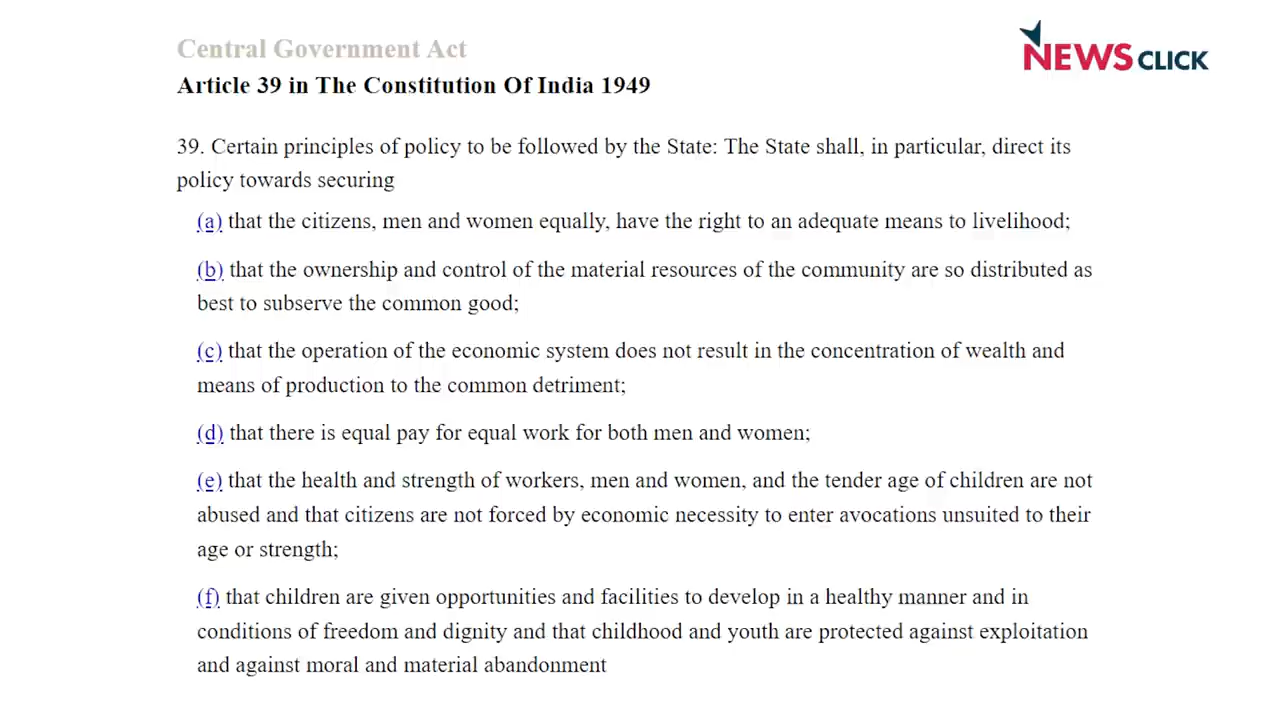 Central Government Act
NEWSCLICK
Article 39 in The Constitution Of India 1949
39. Certain principles of policy to be followed by the State: The State shall, in particular, direct its
policy towards securing
(a) that the citizens, men and women equally, have the right to an adequate means to livelihood;
(b) that the ownership and control of the material resources of the community are so distributed as
best to subserve the common good;
(c) that the operation of the economic system does not result in the concentration of wealth and
means of production to the common detriment;
(d) that there is equal pay for equal work for both men and women;
(e) that the health and strength of workers, men and women, and the tender age of children are not
abused and that citizens are not forced by economic necessity to enter avocations unsuited to their
age or strength;
(f) that children are given opportunities and facilities to develop in a healthy manner and in
conditions of freedom and dignity and that childhood and youth are protected against exploitation
and against moral and material abandonment